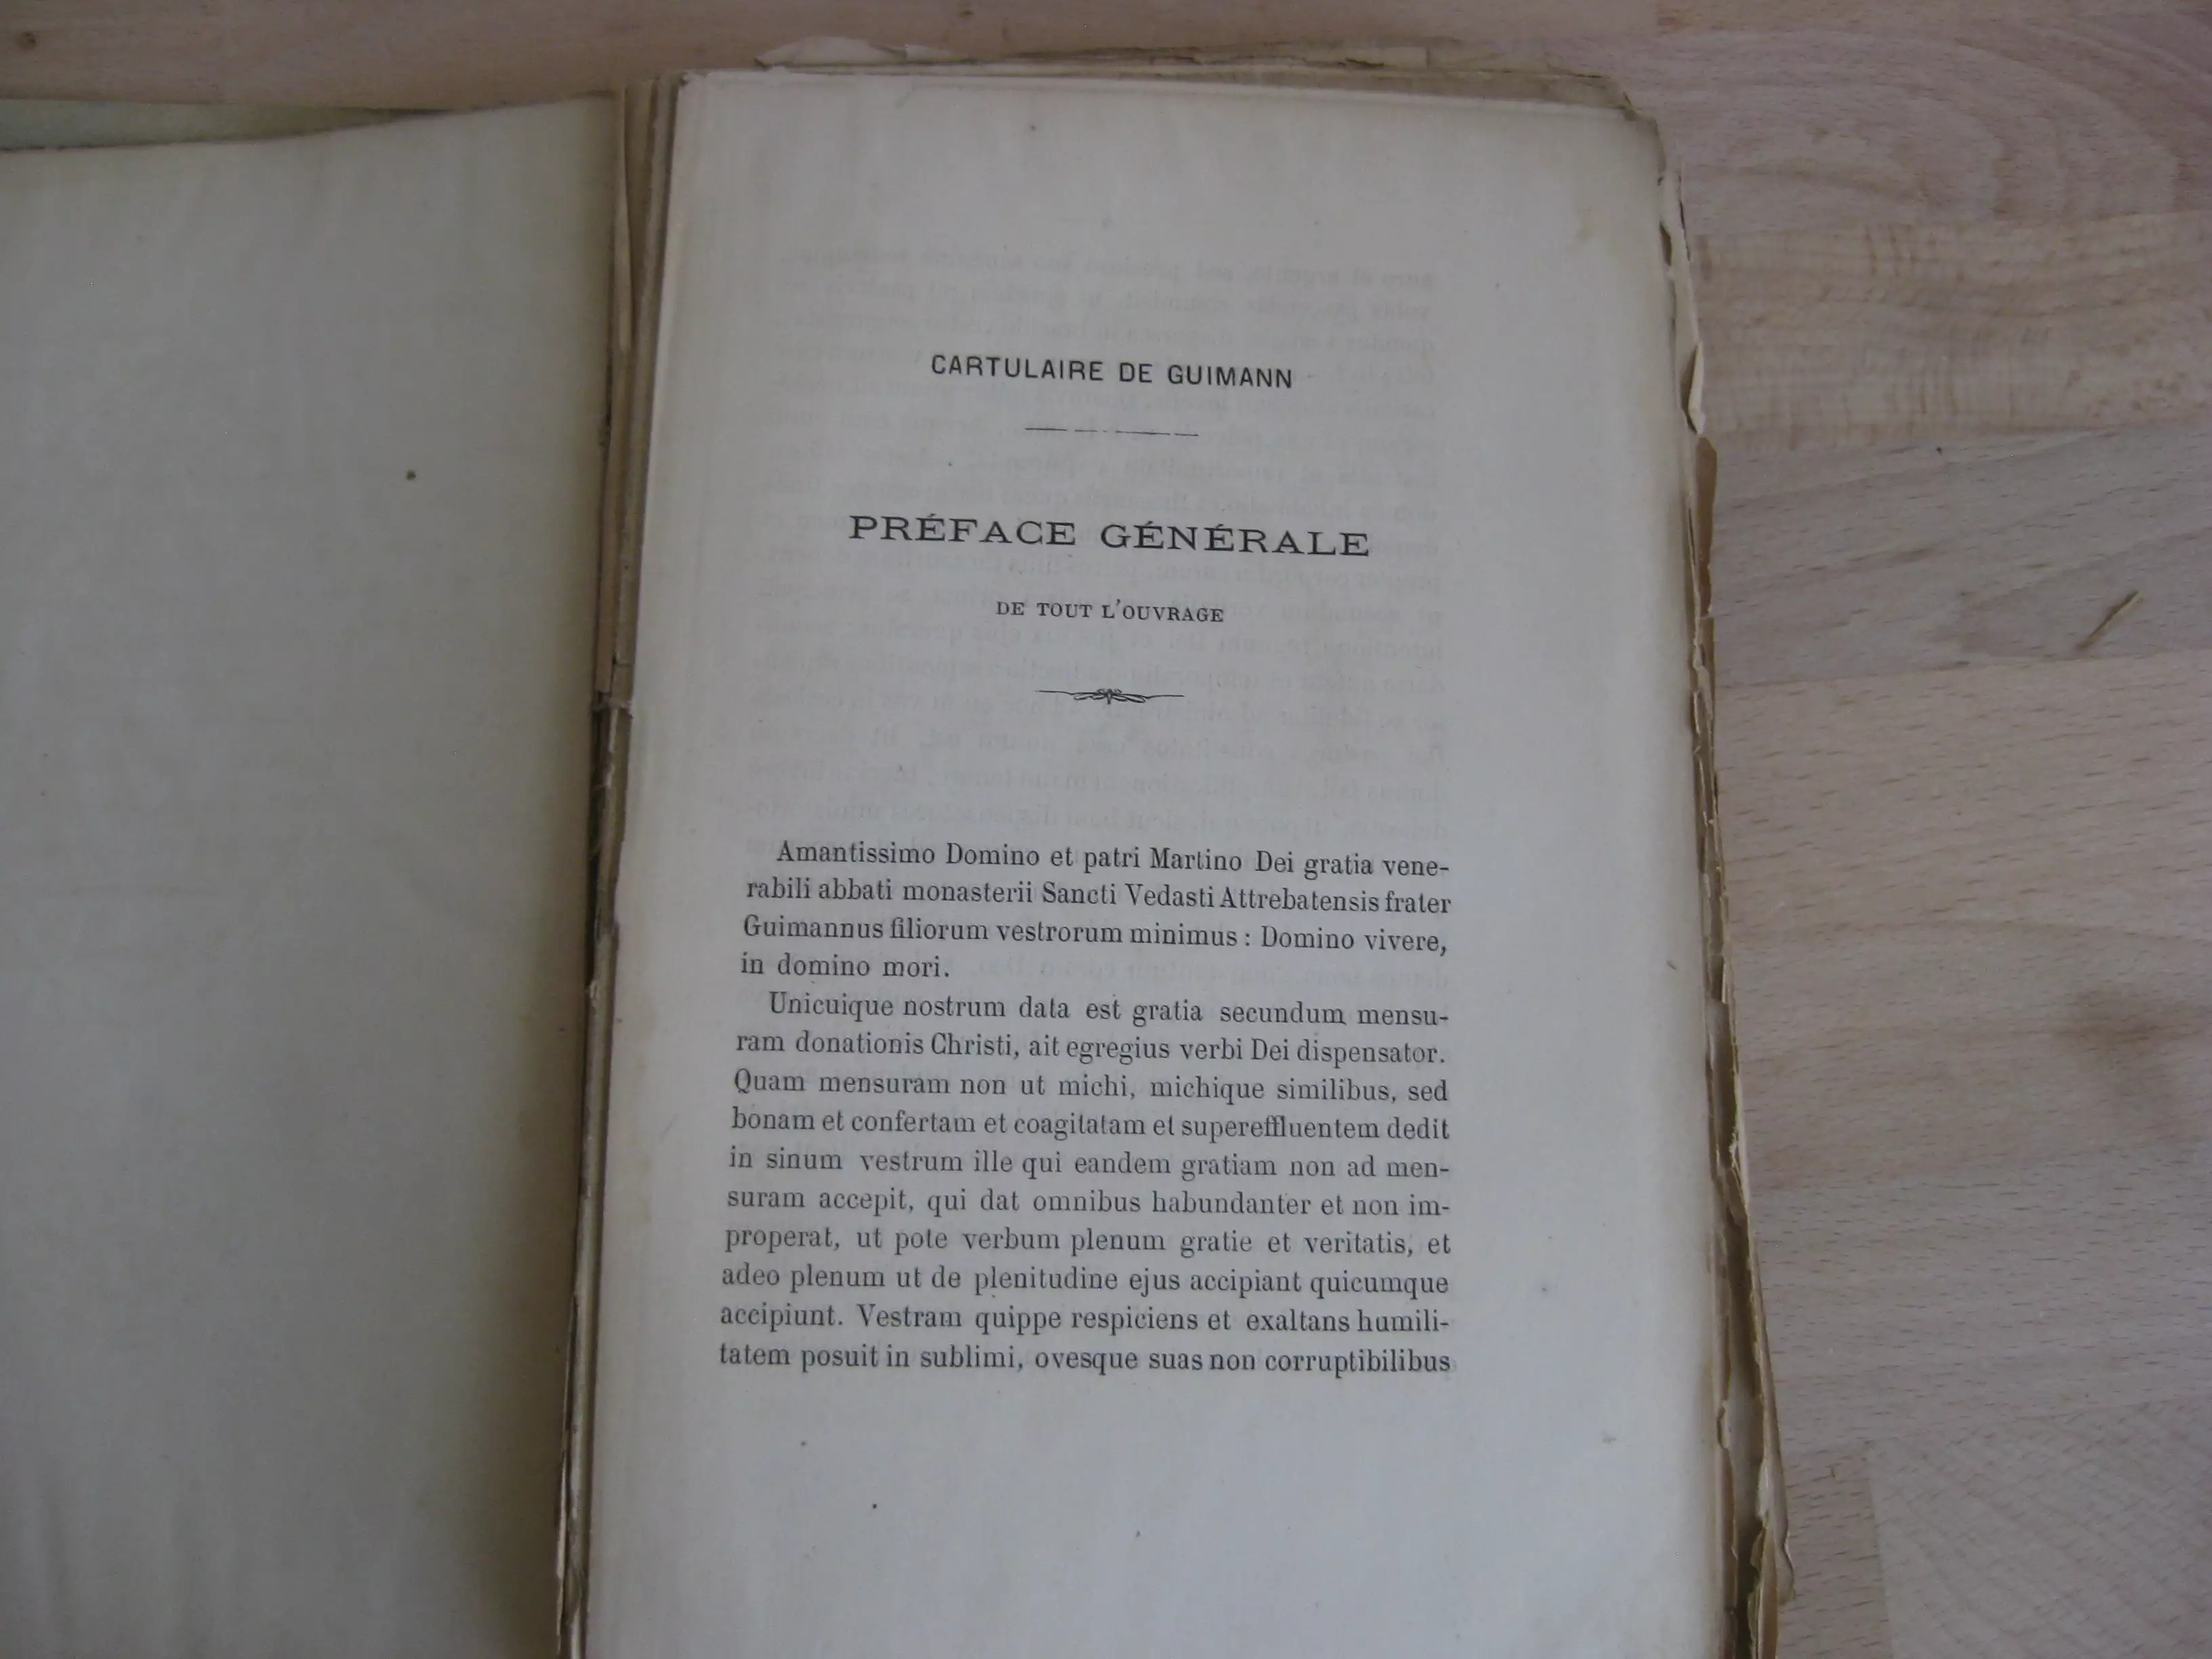 CARTULAIRE DE GUIMANN
PRÉFACE GÉNÉRALE
DE TOUT L'OUVRAGE
Amantissimo Domino et patri Martino Dei gratia vene-
rabili abbati monasterii Sancti Vedasti Attrebatensis frater
Guimannus filiorum vestrorum minimus : Domino vivere,
in domino mori.
Unicuique nostrum data est gratia secundum mensu-
ram donationis Christi, ait egregius verbi Dei dispensator.
Quam mensuram non ut michi, michique similibus, sed
bonam et confertam et coagitatam et supereffluentem dedit
in sinum vestrum ille qui eandem gratiam non ad men-
suram accepit, qui dat omnibus habundanter et non im-
properat, ut pote verbum plenum gratie et veritatis, et
adeo plenum ut de plenitudine ejus accipiant quicumque
accipiunt. Vestram quippe respiciens et exaltans humili-
tatem posuit in sublimi, ovesque suas non corruptibilibus